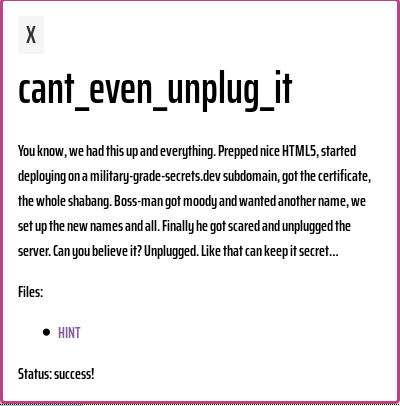 X
cant_even_unplug_it
You know, we had this up and everything. Prepped nice HTML5, started
deploying on a military-grade-secrets.dev subdomain, got the certificate,
the whole shabang. Boss-man got moody and wanted another name, we
set up the new names and all. Finally he got scared and unplugged the
server. Can you believe it? Unplugged. Like that can keep it secret…
Files:
HINT
Status: success!